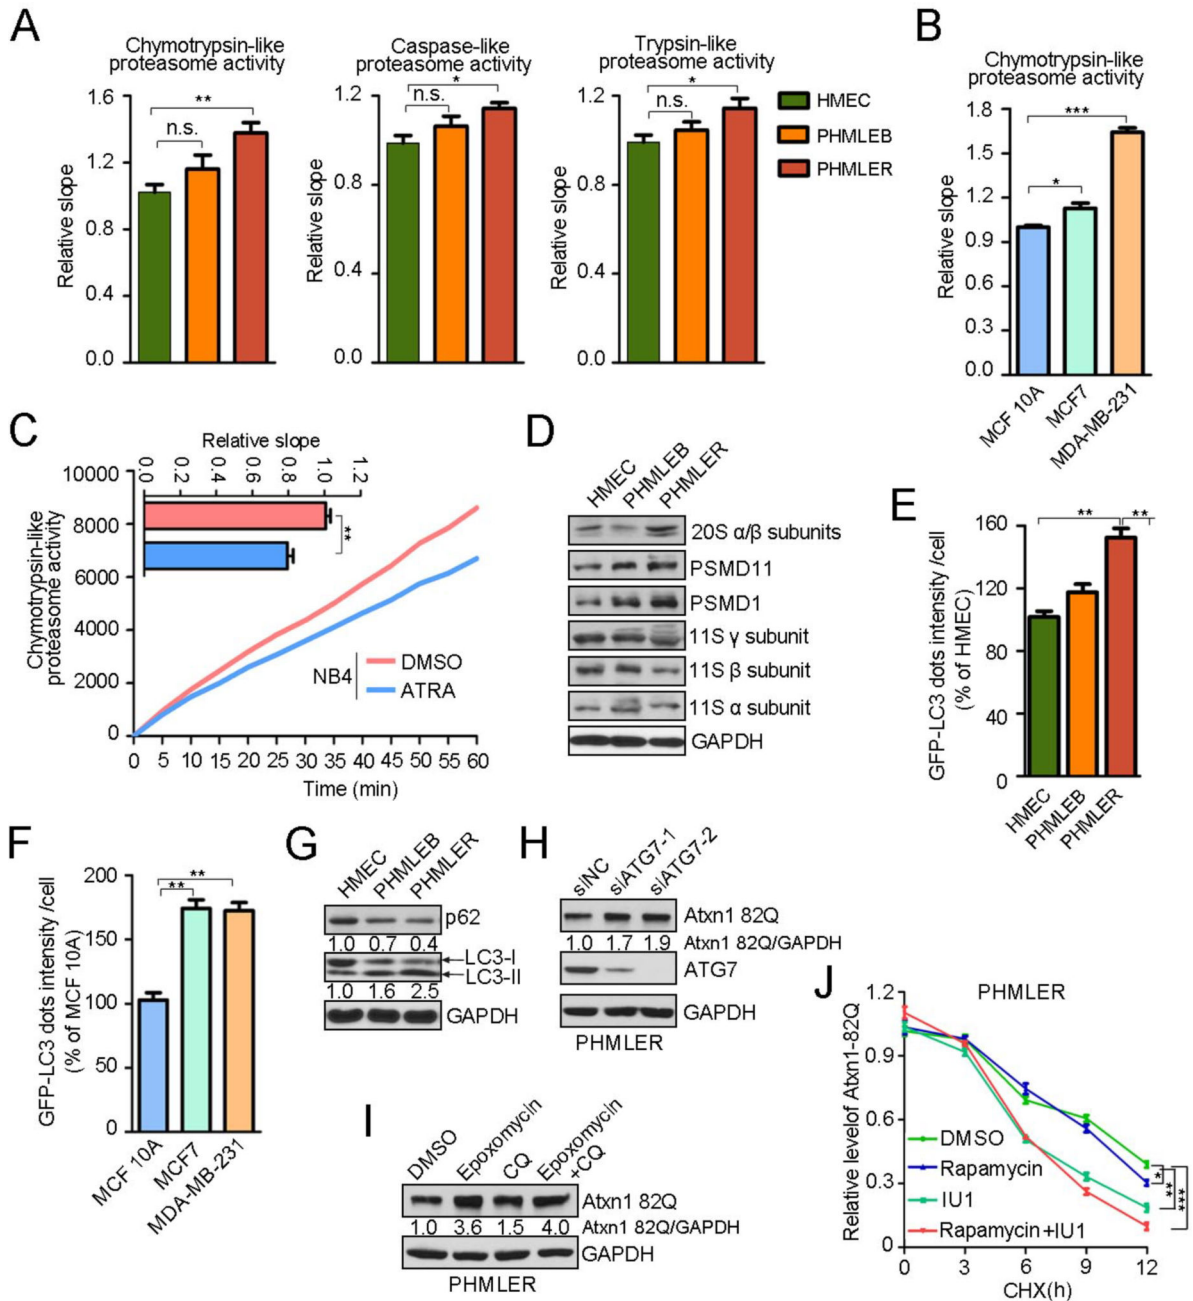 A
Chymotrypsin-like
proteasome activity
Relative slope
1.6
1.2
0.8
0.4
0.0
n.s.
**
Caspase-like
proteasome activity
Relative slope
1.2
0.8
0.4
0.0
n.s.
*
Trypsin-like
proteasome activity
Relative slope
1.2
0.8
0.4
0.0
n.s.
*
HMEC
PHMLEB
PHMLER
B
Chymotrypsin-like
proteasome activity
Relative slope
1.8
1.5
1.2
0.9
0.6
0.3
0.0
***
*
MCF 10A
MCF7
MDA-MB-231
C
Relative slope
0.0 0.2 0.4 0.6 0.8 1.0 1.2
**
Chymotrypsin-like
proteasome activity
10000
8000
6000
4000
2000
0
NB4
DMSO
ATRA
0 5 10 15 20 25 30 35 40 45 50 55 60
Time (min)
D
HMEC
PHMLEB
PHMLER
20S α/β subunits
PSMD11
PSMD1
11S γ subunit
11S β subunit
11S α subunit
GAPDH
E
GFP-LC3 dots intensity /cell
(% of HMEC)
160
120
80
40
0
** **
HMEC
PHMLEB
PHMLER
F
GFP-LC3 dots intensity /cell
(% of MCF 10A)
200
150
100
50
0
**
**
MCF 10A
MCF7
MDA-MB-231
G
HMEC
PHMLEB
PHMLER
p62
1.0 0.7 0.4
LC3-I
LC3-II
1.0 1.6 2.5
GAPDH
H
siNC
siATG7-1
siATG7-2
Atxn1 82Q
1.0 1.7 1.9 Atxn1 82Q/GAPDH
ATG7
GAPDH
PHMLER
I
DMSO
Epoxomycin
CQ
Epoxomycin
+CQ
Atxn1 82Q
1.0 3.6 1.5 4.0 Atxn1 82Q/GAPDH
GAPDH
PHMLER
J
PHMLER
Relative level of Atxn1-82Q
1.2
0.9
0.6
0.3
0
DMSO
Rapamycin
IU1
Rapamycin+IU1
*
**
***
0 3 6 9 12
CHX(h)